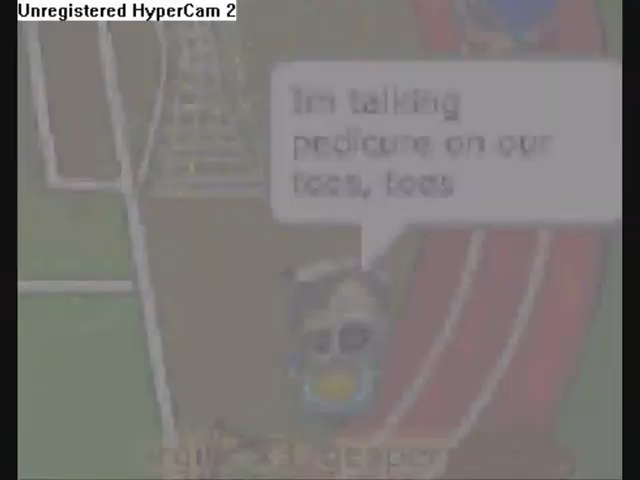 Unregistered HyperCam 2
Im talking
pedicure on our
toes, toes